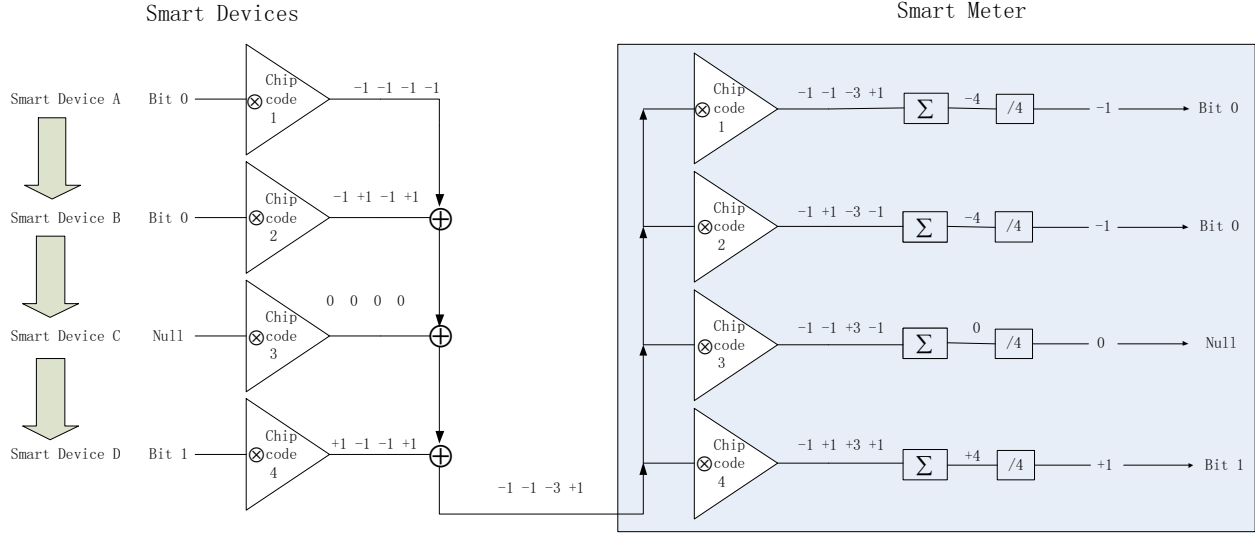 Smart Devices
Smart Meter
Smart Device A Bit 0 ⊗ Chip code 1 -1 -1 -1 -1
⊗ Chip code 1 -1 -1 -3 +1 Σ -4 /4 -1 Bit 0
Smart Device B Bit 0 ⊗ Chip code 2 -1 +1 -1 +1 ⊕
⊗ Chip code 2 -1 +1 -3 -1 Σ -4 /4 -1 Bit 0
Smart Device C Null ⊗ Chip code 3 0 0 0 0 ⊕
⊗ Chip code 3 -1 -1 +3 -1 Σ 0 /4 0 Null
Smart Device D Bit 1 ⊗ Chip code 4 +1 -1 -1 +1 ⊕
⊗ Chip code 4 -1 +1 +3 +1 Σ +4 /4 +1 Bit 1
-1 -1 -3 +1